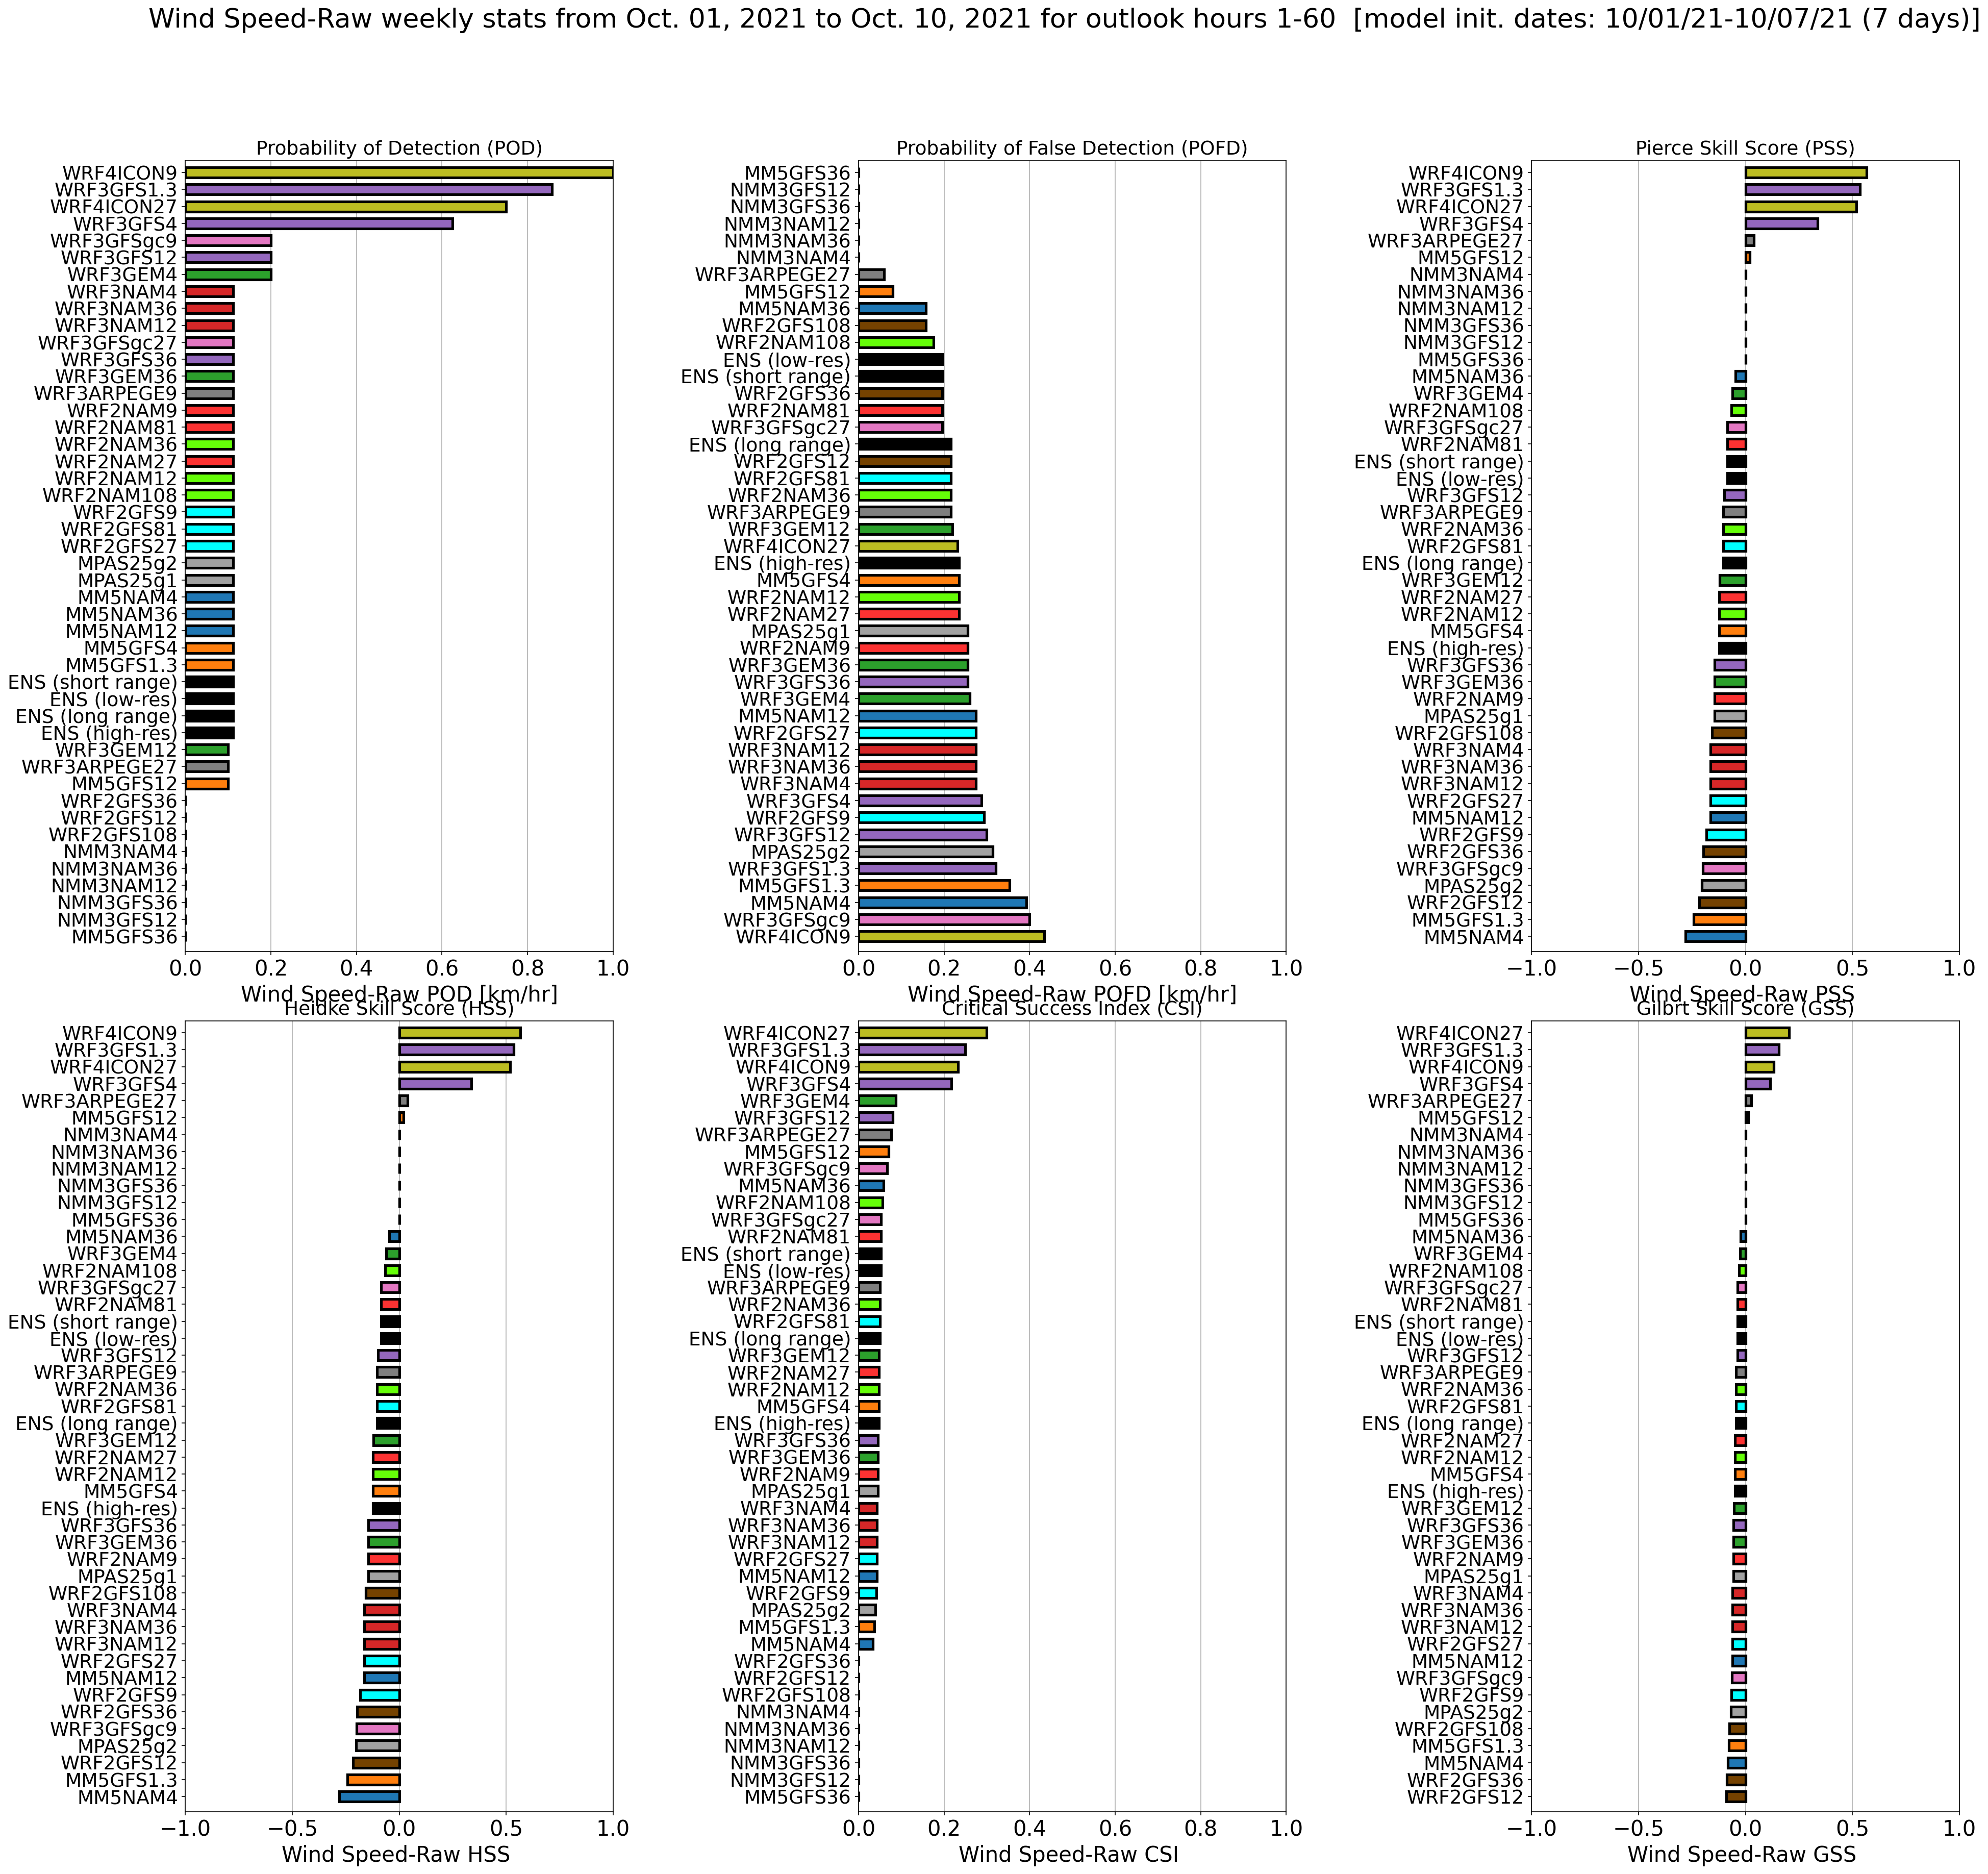 Wind Speed-Raw weekly stats from Oct. 01, 2021 to Oct. 10, 2021 for outlook hours 1-60  [model init. dates: 10/01/21-10/07/21 (7 days)]
Probability of Detection (POD)
WRF4ICON9
WRF3GFS1.3
WRF4ICON27
WRF3GFS4
WRF3GFSgc9
WRF3GFS12
WRF3GEM4
WRF3NAM4
WRF3NAM36
WRF3NAM12
WRF3GFSgc27
WRF3GFS36
WRF3GEM36
WRF3ARPEGE9
WRF2NAM9
WRF2NAM81
WRF2NAM36
WRF2NAM27
WRF2NAM12
WRF2NAM108
WRF2GFS9
WRF2GFS81
WRF2GFS27
MPAS25g2
MPAS25g1
MM5NAM4
MM5NAM36
MM5NAM12
MM5GFS4
MM5GFS1.3
ENS (short range)
ENS (low-res)
ENS (long range)
ENS (high-res)
WRF3GEM12
WRF3ARPEGE27
MM5GFS12
WRF2GFS36
WRF2GFS12
WRF2GFS108
NMM3NAM4
NMM3NAM36
NMM3NAM12
NMM3GFS36
NMM3GFS12
MM5GFS36
0.0 0.2 0.4 0.6 0.8 1.0
Wind Speed-Raw POD [km/hr]
Probability of False Detection (POFD)
MM5GFS36
NMM3GFS12
NMM3GFS36
NMM3NAM12
NMM3NAM36
NMM3NAM4
WRF3ARPEGE27
MM5GFS12
MM5NAM36
WRF2GFS108
WRF2NAM108
ENS (low-res)
ENS (short range)
WRF2GFS36
WRF2NAM81
WRF3GFSgc27
ENS (long range)
WRF2GFS12
WRF2GFS81
WRF2NAM36
WRF3ARPEGE9
WRF3GEM12
WRF4ICON27
ENS (high-res)
MM5GFS4
WRF2NAM12
WRF2NAM27
MPAS25g1
WRF2NAM9
WRF3GEM36
WRF3GFS36
WRF3GEM4
MM5NAM12
WRF2GFS27
WRF3NAM12
WRF3NAM36
WRF3NAM4
WRF3GFS4
WRF2GFS9
WRF3GFS12
MPAS25g2
WRF3GFS1.3
MM5GFS1.3
MM5NAM4
WRF3GFSgc9
WRF4ICON9
0.0 0.2 0.4 0.6 0.8 1.0
Wind Speed-Raw POFD [km/hr]
Pierce Skill Score (PSS)
WRF4ICON9
WRF3GFS1.3
WRF4ICON27
WRF3GFS4
WRF3ARPEGE27
MM5GFS12
NMM3NAM4
NMM3NAM36
NMM3NAM12
NMM3GFS36
NMM3GFS12
MM5GFS36
MM5NAM36
WRF3GEM4
WRF2NAM108
WRF3GFSgc27
WRF2NAM81
ENS (short range)
ENS (low-res)
WRF3GFS12
WRF3ARPEGE9
WRF2NAM36
WRF2GFS81
ENS (long range)
WRF3GEM12
WRF2NAM27
WRF2NAM12
MM5GFS4
ENS (high-res)
WRF3GFS36
WRF3GEM36
WRF2NAM9
MPAS25g1
WRF2GFS108
WRF3NAM4
WRF3NAM36
WRF3NAM12
WRF2GFS27
MM5NAM12
WRF2GFS9
WRF2GFS36
WRF3GFSgc9
MPAS25g2
WRF2GFS12
MM5GFS1.3
MM5NAM4
−1.0 −0.5 0.0 0.5 1.0
Wind Speed-Raw PSS
Heidke Skill Score (HSS)
WRF4ICON9
WRF3GFS1.3
WRF4ICON27
WRF3GFS4
WRF3ARPEGE27
MM5GFS12
NMM3NAM4
NMM3NAM36
NMM3NAM12
NMM3GFS36
NMM3GFS12
MM5GFS36
MM5NAM36
WRF3GEM4
WRF2NAM108
WRF3GFSgc27
WRF2NAM81
ENS (short range)
ENS (low-res)
WRF3GFS12
WRF3ARPEGE9
WRF2NAM36
WRF2GFS81
ENS (long range)
WRF3GEM12
WRF2NAM27
WRF2NAM12
MM5GFS4
ENS (high-res)
WRF3GFS36
WRF3GEM36
WRF2NAM9
MPAS25g1
WRF2GFS108
WRF3NAM4
WRF3NAM36
WRF3NAM12
WRF2GFS27
MM5NAM12
WRF2GFS9
WRF2GFS36
WRF3GFSgc9
MPAS25g2
WRF2GFS12
MM5GFS1.3
MM5NAM4
−1.0 −0.5 0.0 0.5 1.0
Wind Speed-Raw HSS
Critical Success Index (CSI)
WRF4ICON27
WRF3GFS1.3
WRF4ICON9
WRF3GFS4
WRF3GEM4
WRF3GFS12
WRF3ARPEGE27
MM5GFS12
WRF3GFSgc9
MM5NAM36
WRF2NAM108
WRF3GFSgc27
WRF2NAM81
ENS (short range)
ENS (low-res)
WRF3ARPEGE9
WRF2NAM36
WRF2GFS81
ENS (long range)
WRF3GEM12
WRF2NAM27
WRF2NAM12
MM5GFS4
ENS (high-res)
WRF3GFS36
WRF3GEM36
WRF2NAM9
MPAS25g1
WRF3NAM4
WRF3NAM36
WRF3NAM12
WRF2GFS27
MM5NAM12
WRF2GFS9
MPAS25g2
MM5GFS1.3
MM5NAM4
WRF2GFS36
WRF2GFS12
WRF2GFS108
NMM3NAM4
NMM3NAM36
NMM3NAM12
NMM3GFS36
NMM3GFS12
MM5GFS36
0.0 0.2 0.4 0.6 0.8 1.0
Wind Speed-Raw CSI
Gilbrt Skill Score (GSS)
WRF4ICON27
WRF3GFS1.3
WRF4ICON9
WRF3GFS4
WRF3ARPEGE27
MM5GFS12
NMM3NAM4
NMM3NAM36
NMM3NAM12
NMM3GFS36
NMM3GFS12
MM5GFS36
MM5NAM36
WRF3GEM4
WRF2NAM108
WRF3GFSgc27
WRF2NAM81
ENS (short range)
ENS (low-res)
WRF3GFS12
WRF3ARPEGE9
WRF2NAM36
WRF2GFS81
ENS (long range)
WRF2NAM27
WRF2NAM12
MM5GFS4
ENS (high-res)
WRF3GEM12
WRF3GFS36
WRF3GEM36
WRF2NAM9
MPAS25g1
WRF3NAM4
WRF3NAM36
WRF3NAM12
WRF2GFS27
MM5NAM12
WRF3GFSgc9
WRF2GFS9
MPAS25g2
WRF2GFS108
MM5GFS1.3
MM5NAM4
WRF2GFS36
WRF2GFS12
−1.0 −0.5 0.0 0.5 1.0
Wind Speed-Raw GSS